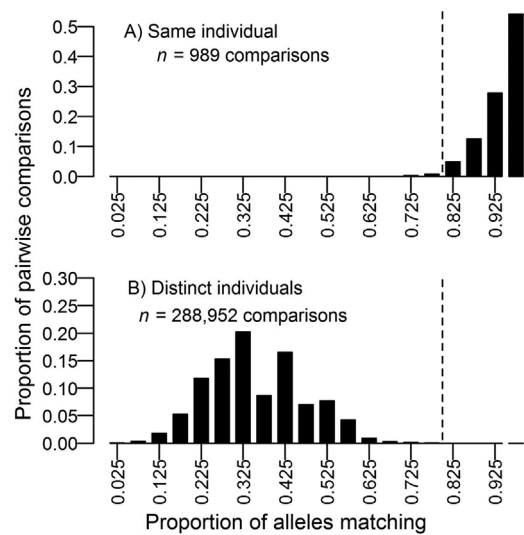 A) Same individual
n = 989 comparisons
0.5
0.4
0.3
0.2
0.1
0.0
0.025 0.125 0.225 0.325 0.425 0.525 0.625 0.725 0.825 0.925
Proportion of pairwise comparisons
B) Distinct individuals
n = 288,952 comparisons
0.30
0.25
0.20
0.15
0.10
0.05
0.00
0.025 0.125 0.225 0.325 0.425 0.525 0.625 0.725 0.825 0.925
Proportion of alleles matching